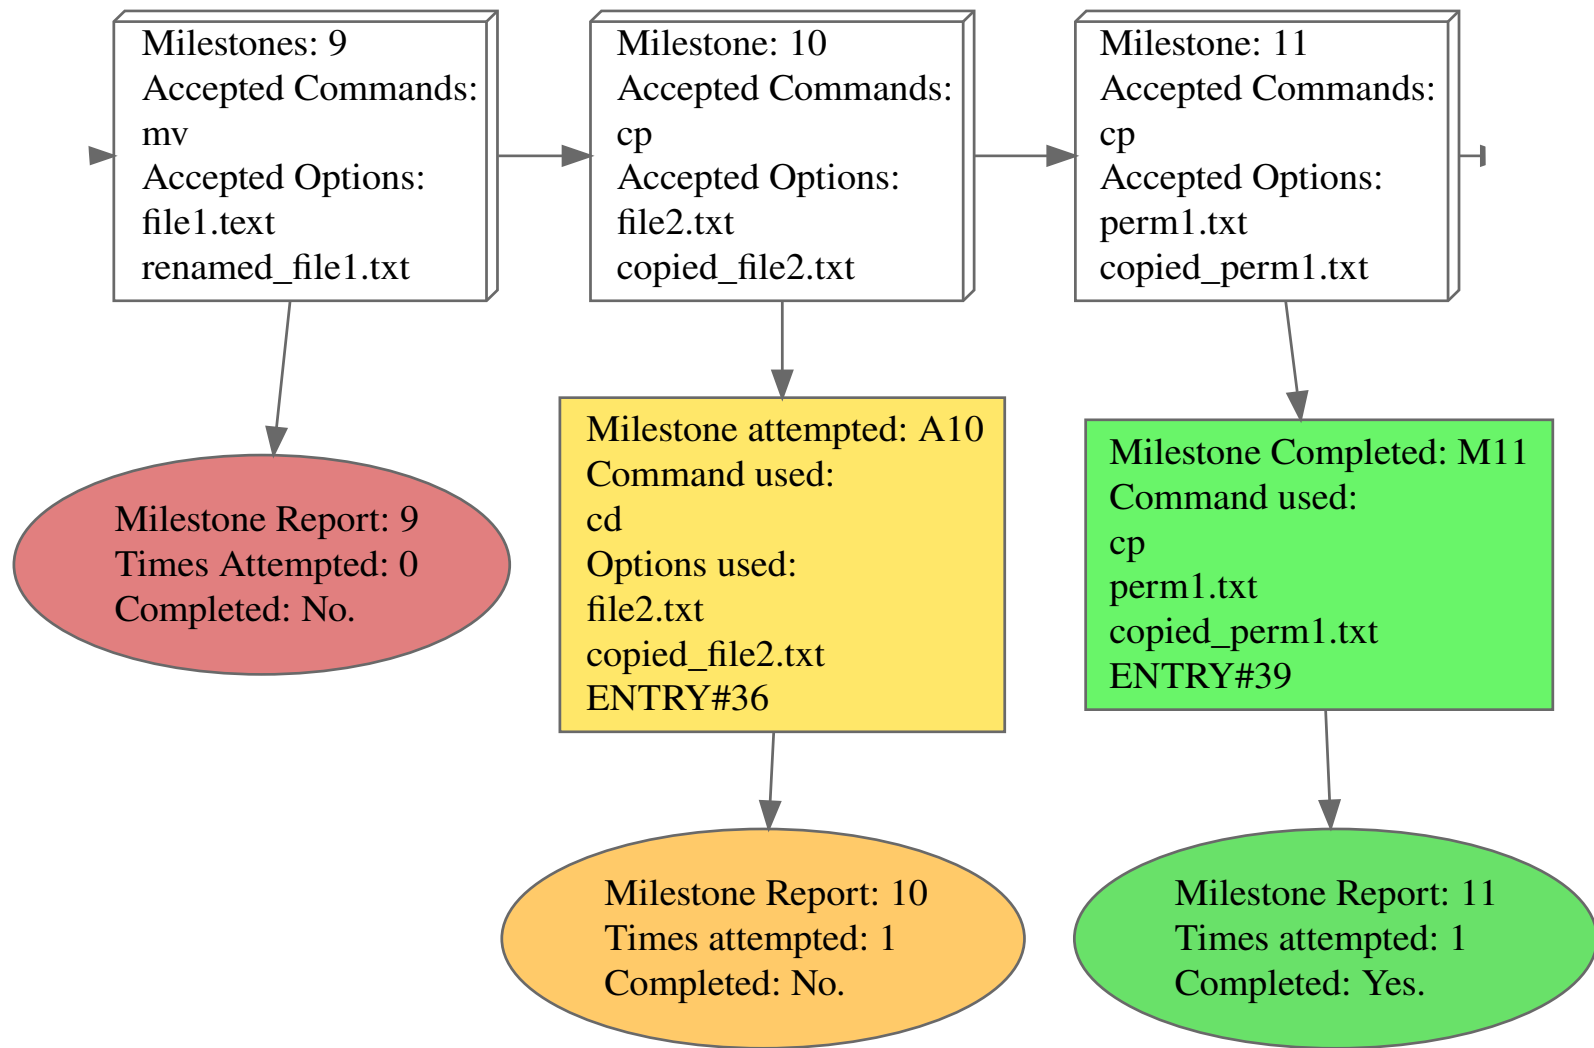 Milestones: 9
Accepted Commands:
mv
Accepted Options:
file1.text
renamed_file1.txt
Milestone: 10
Accepted Commands:
cp
Accepted Options:
file2.txt
copied_file2.txt
Milestone: 11
Accepted Commands:
cp
Accepted Options:
perm1.txt
copied_perm1.txt
Milestone Report: 9
Times Attempted: 0
Completed: No.
Milestone attempted: A10
Command used:
cd
Options used:
file2.txt
copied_file2.txt
ENTRY#36
Milestone Completed: M11
Command used:
cp
perm1.txt
copied_perm1.txt
ENTRY#39
Milestone Report: 10
Times attempted: 1
Completed: No.
Milestone Report: 11
Times attempted: 1
Completed: Yes.